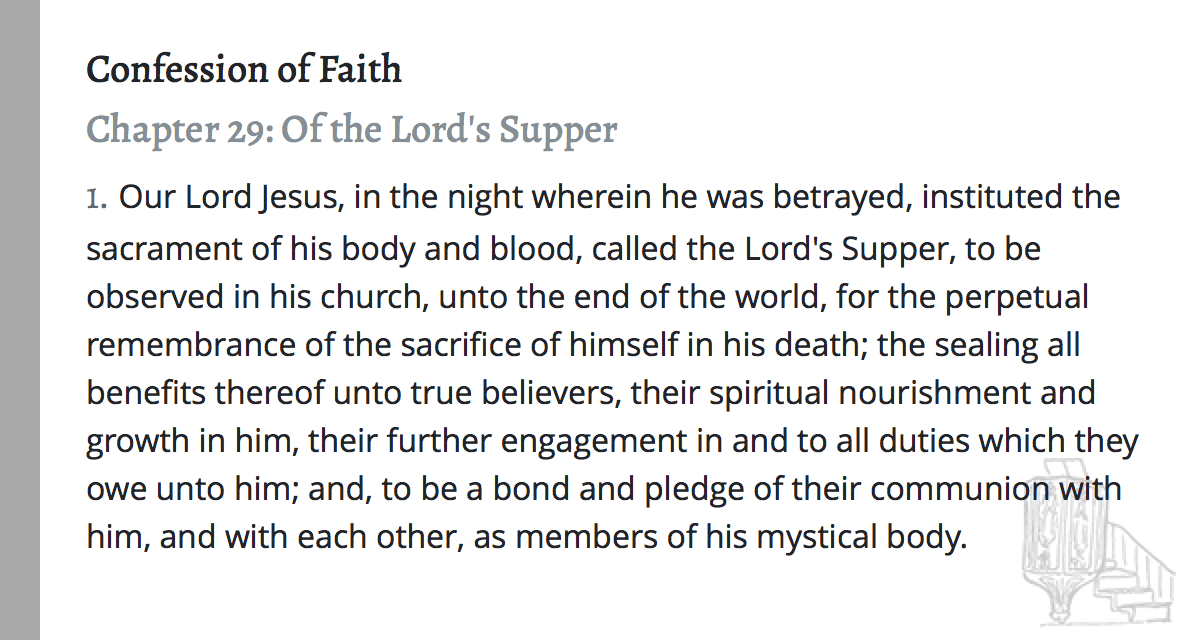 Confession of Faith
Chapter 29: Of the Lord's Supper
1. Our Lord Jesus, in the night wherein he was betrayed, instituted the
sacrament of his body and blood, called the Lord's Supper, to be
observed in his church, unto the end of the world, for the perpetual
remembrance of the sacrifice of himself in his death; the sealing all
benefits thereof unto true believers, their spiritual nourishment and
growth in him, their further engagement in and to all duties which they
owe unto him; and, to be a bond and pledge of their communion with
him, and with each other, as members of his mystical body.